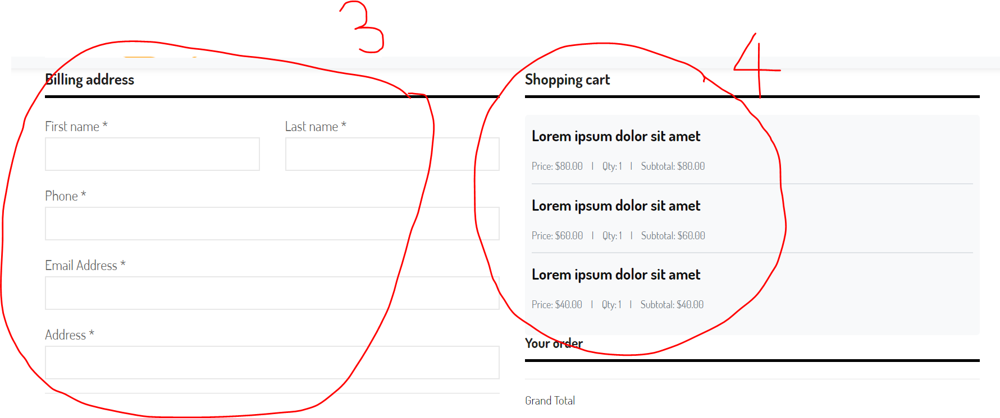 3
4
Billing address
First name *
Last name *
Phone *
Email Address *
Address *
Shopping cart
Lorem ipsum dolor sit amet
Price: $80.00 | Qty: 1 | Subtotal: $80.00
Lorem ipsum dolor sit amet
Price: $60.00 | Qty: 1 | Subtotal: $60.00
Lorem ipsum dolor sit amet
Price: $40.00 | Qty: 1 | Subtotal: $40.00
Your order
Grand Total